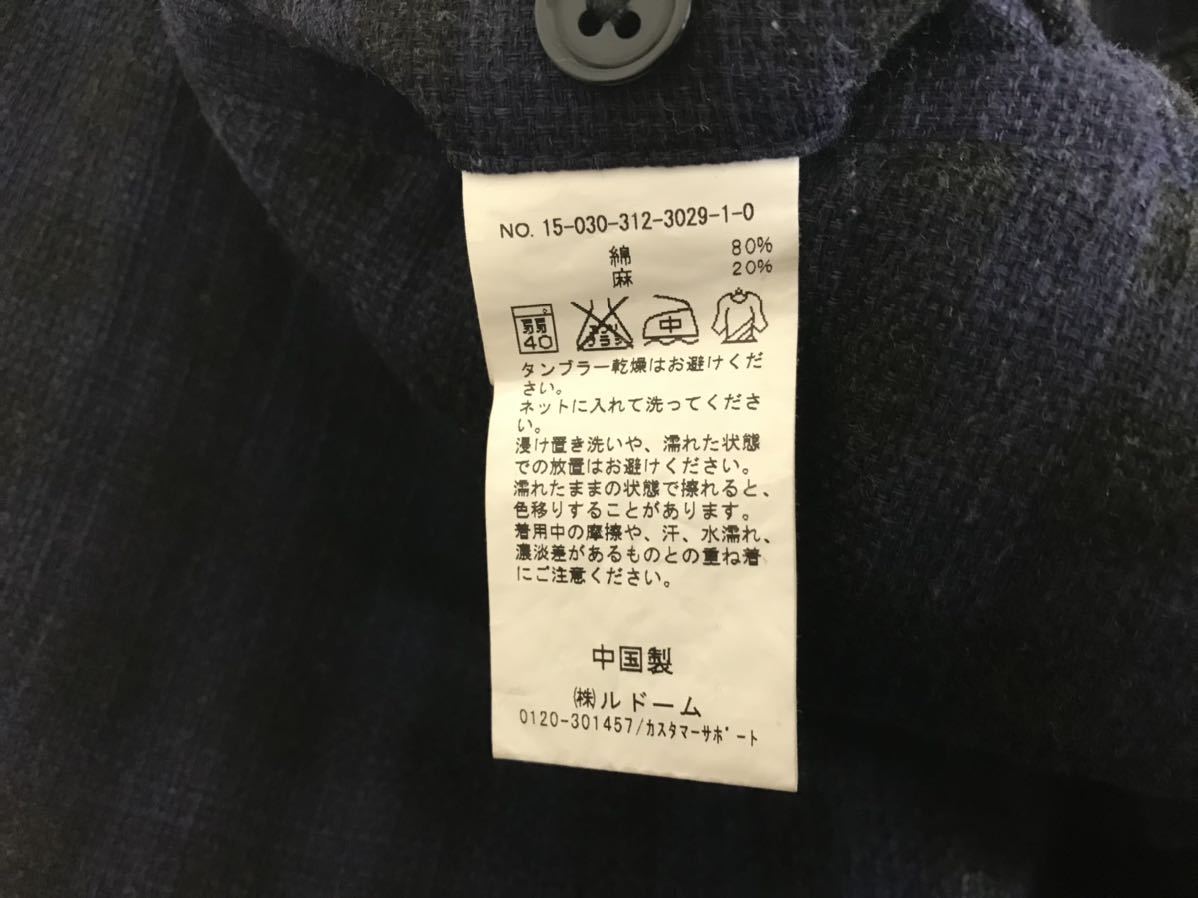 NO. 15-030-312-3029-1-0
綿 80%
麻 20%
弱
40
エンソ
サラシ
中
タンブラー乾燥はお避けくだ
さい。
ネットに入れて洗ってくださ
い。
浸け置き洗いや、濡れた状態
での放置はお避けください。
濡れたままの状態で擦れると、
色移りすることがあります。
着用中の摩擦や、汗、水濡れ、
濃淡差があるものとの重ね着
にご注意ください。
中国製
㈱ルドーム
0120-301457/カスタマーサポート